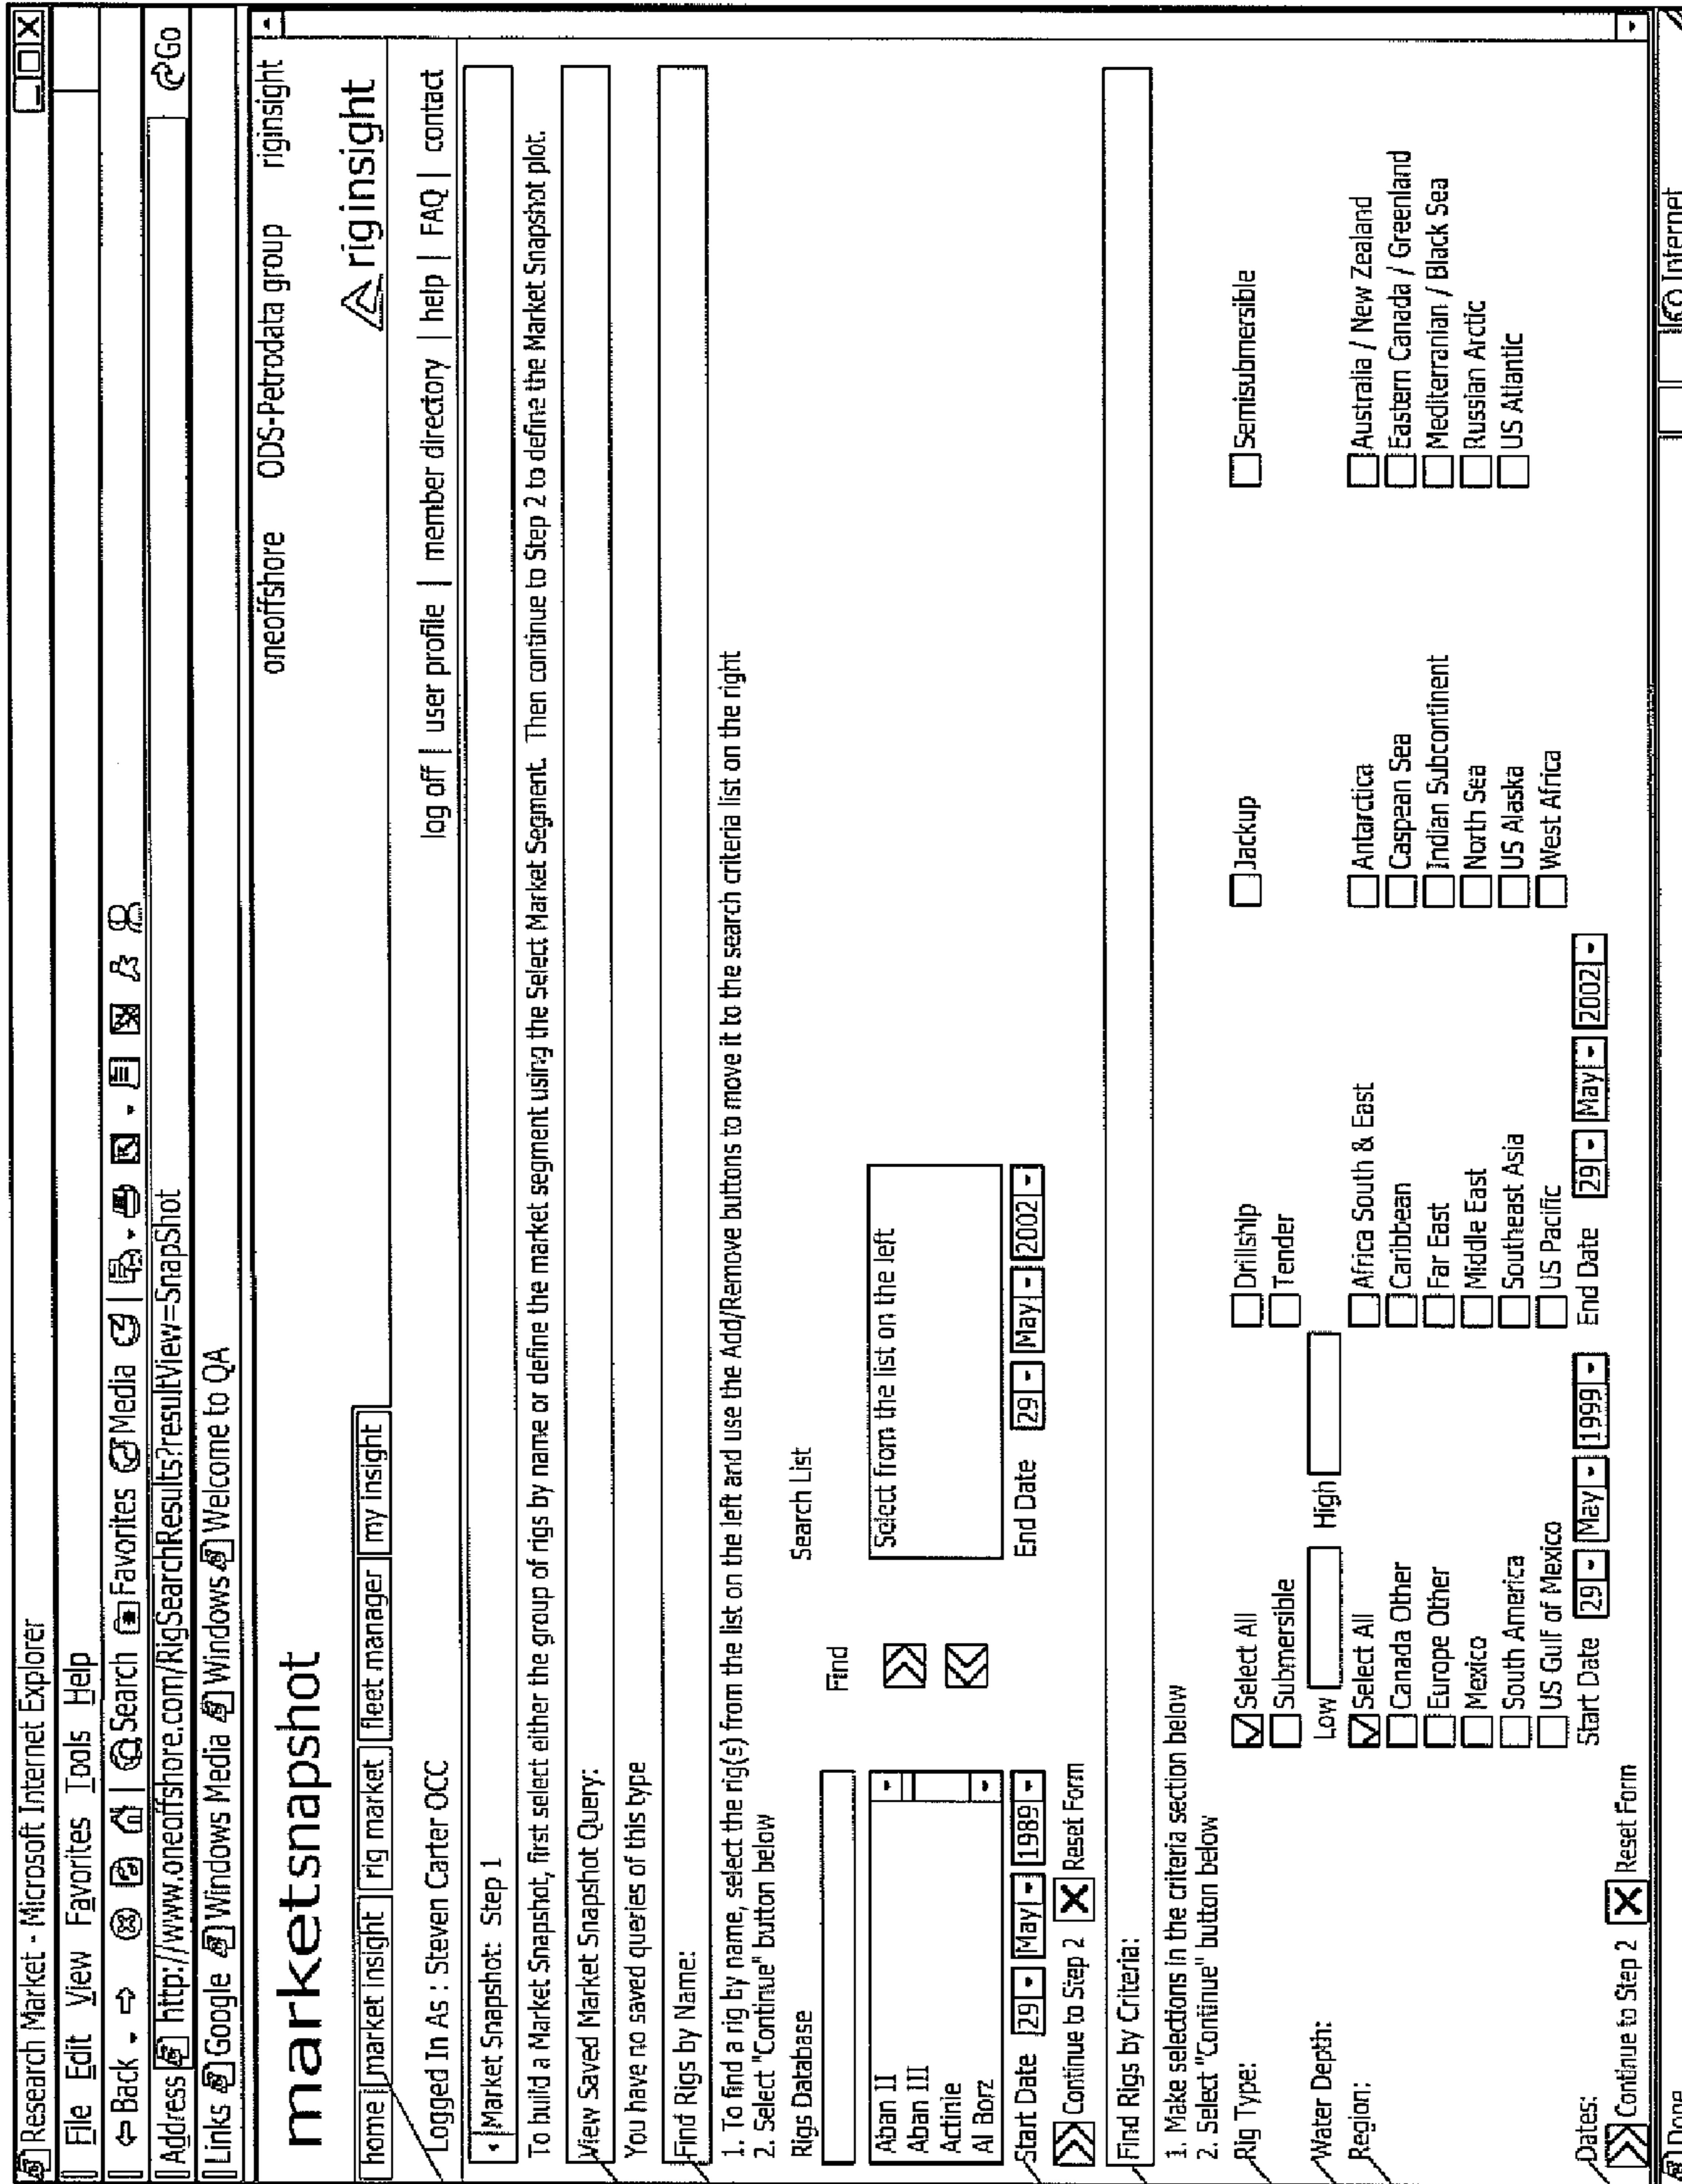 Research Market - Microsoft Internet Explorer
File Edit View Favorites Tools Help
Back Search Favorites Media
Address http://www.oneoffshore.com/RigSearchResults?resultView=SnapShot Go
Links Google Windows Media Windows Welcome to QA
oneoffshore ODS-Petrodata group riginsight
marketsnapshot
riginsight
home market insight rig market fleet manager my insight
log off | user profile | member directory | help | FAQ | contact
Logged In As : Steven Carter OCC
Market Snapshot: Step 1
To build a Market Snapshot, first select either the group of rigs by name or define the market segment using the Select Market Segment. Then continue to Step 2 to define the Market Snapshot plot.
View Saved Market Snapshot Query:
You have no saved queries of this type
Find Rigs by Name:
1. To find a rig by name, select the rig(s) from the list on the left and use the Add/Remove buttons to move it to the search criteria list on the right
2. Select "Continue" button below
Rigs Database Find Search List
Aban II
Aban III
Actinie
Al Borz
Select from the list on the left
Start Date 29 May 1989 End Date 29 May 2002
Continue to Step 2 X Reset Form
Find Rigs by Criteria:
1. Make selections in the criteria section below
2. Select "Continue" button below
Rig Type: Select All Drillship Jackup Semisubmersible
Submersible Tender
Water Depth: Low High
Region: Select All Africa South & East Antarctica Australia / New Zealand
Canada Other Caribbean Caspean Sea Eastern Canada / Greenland
Europe Other Far East Indian Subcontinent Mediterranian / Black Sea
Mexico Middle East North Sea Russian Arctic
South America Southeast Asia US Alaska US Atlantic
US Gulf of Mexico US Pacific West Africa
Dates: Start Date 29 May 1999 End Date 29 May 2002
Continue to Step 2 X Reset Form
Done Internet